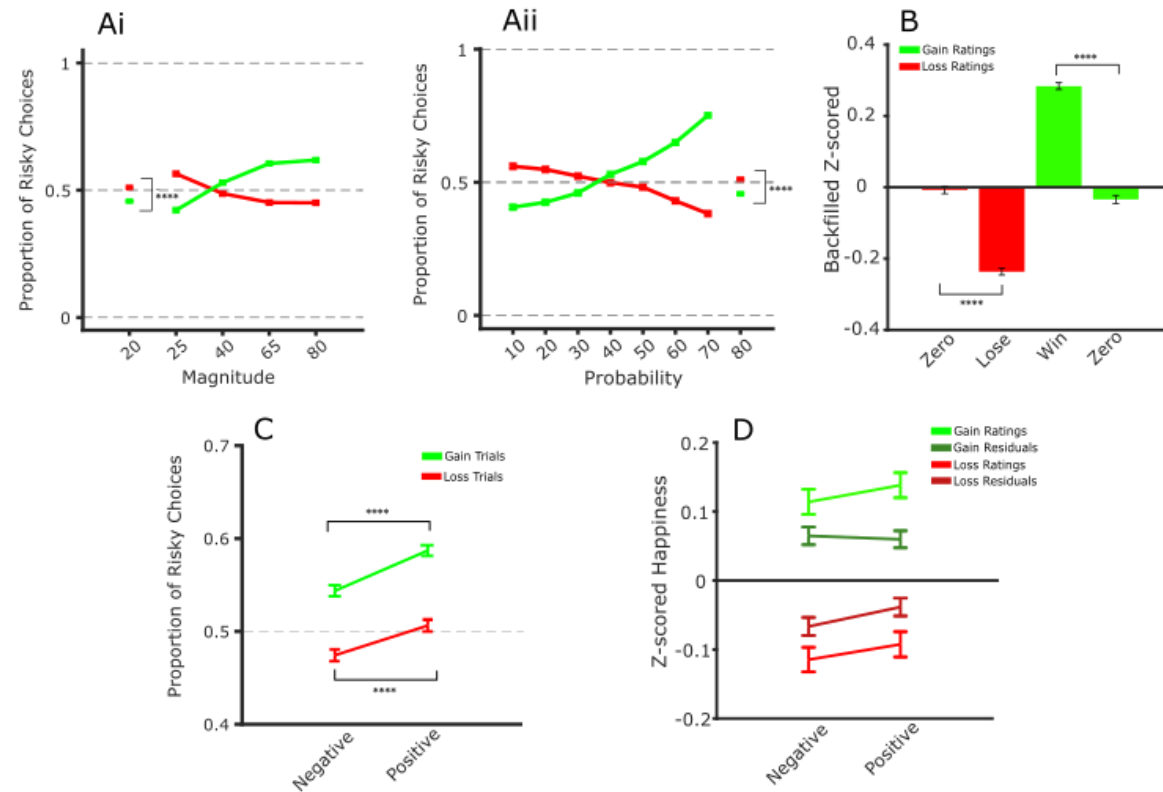 Ai
Proportion of Risky Choices
1
0.5
0
****
20
25
40
65
80
Magnitude
Aii
Proportion of Risky Choices
1
0.5
0
****
10
20
30
40
50
60
70
80
Probability
B
Gain Ratings
Loss Ratings
Backfilled Z-scored
0.4
0.2
0
-0.2
-0.4
****
****
Zero
Lose
Win
Zero
C
Gain Trials
Loss Trials
Proportion of Risky Choices
0.7
0.6
0.5
0.4
****
****
Negative
Positive
D
Gain Ratings
Gain Residuals
Loss Ratings
Loss Residuals
Z-scored Happiness
0.2
0.1
0
-0.1
-0.2
Negative
Positive